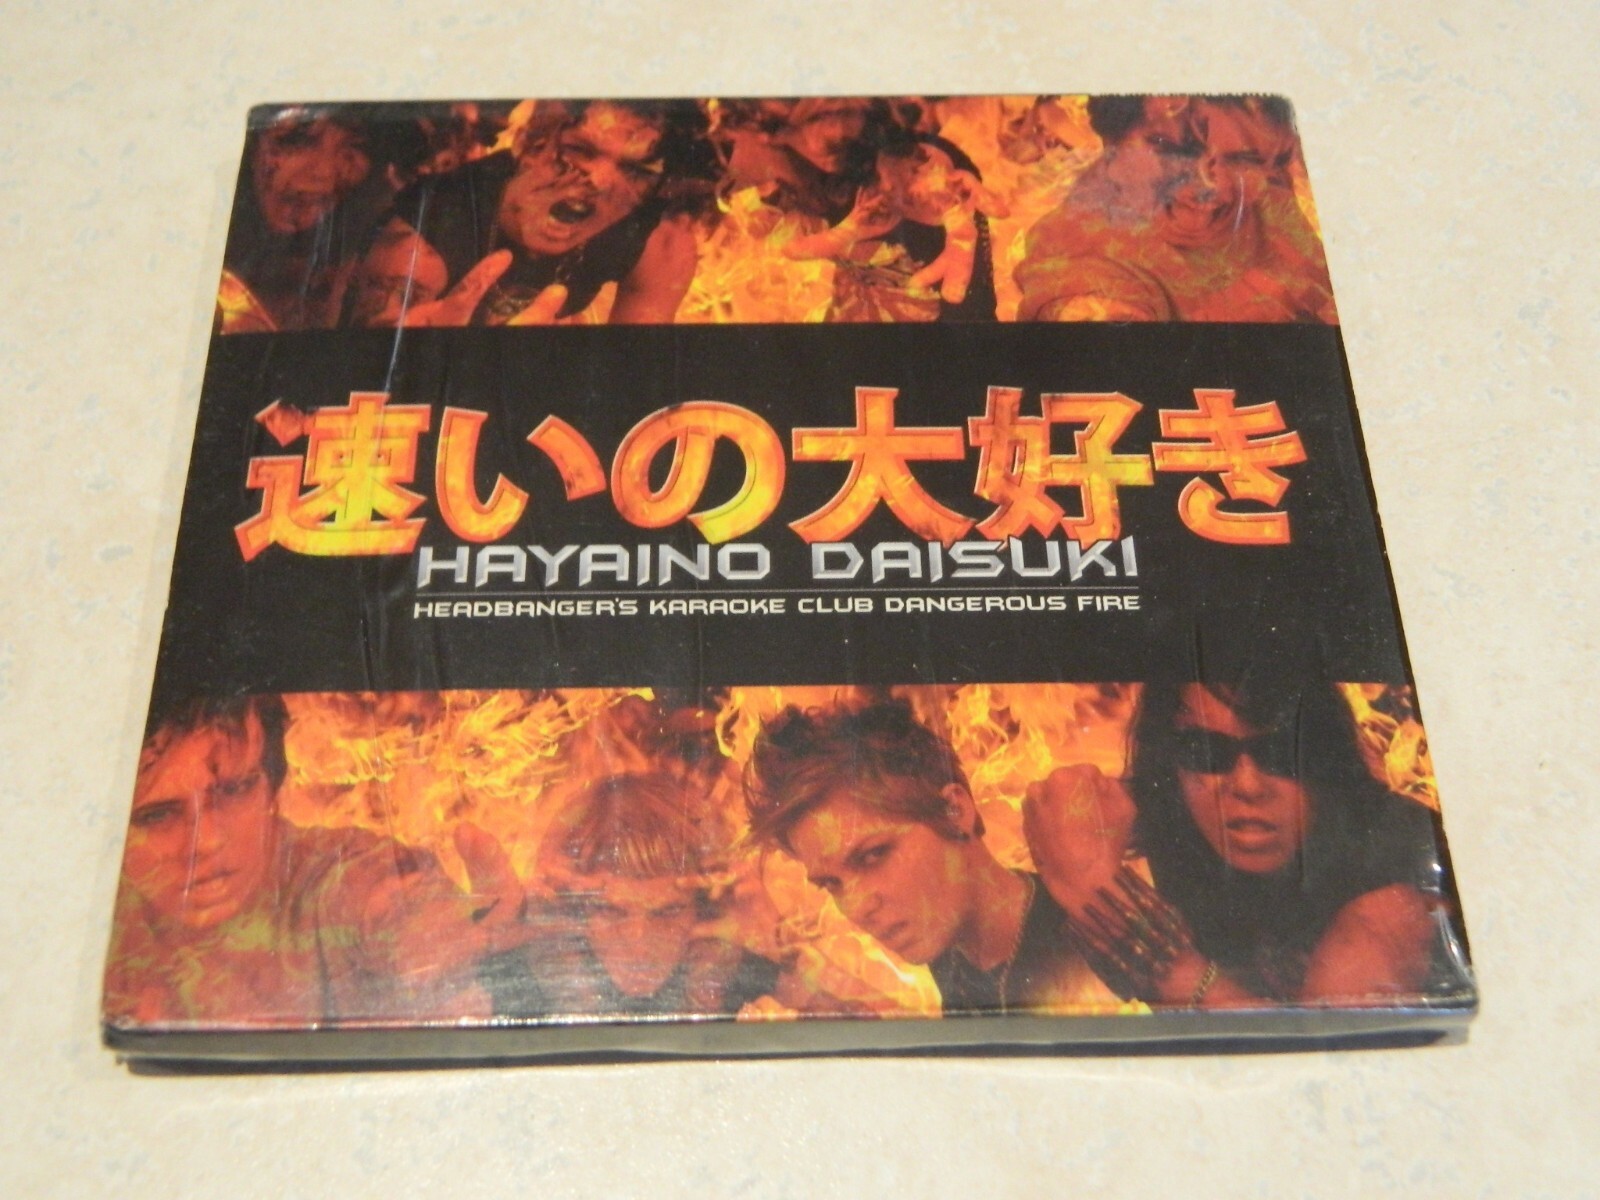 速いの大好き
HAYAINO DAISUKI
HEADBANGER'S KARAOKE CLUB DANGEROUS FIRE